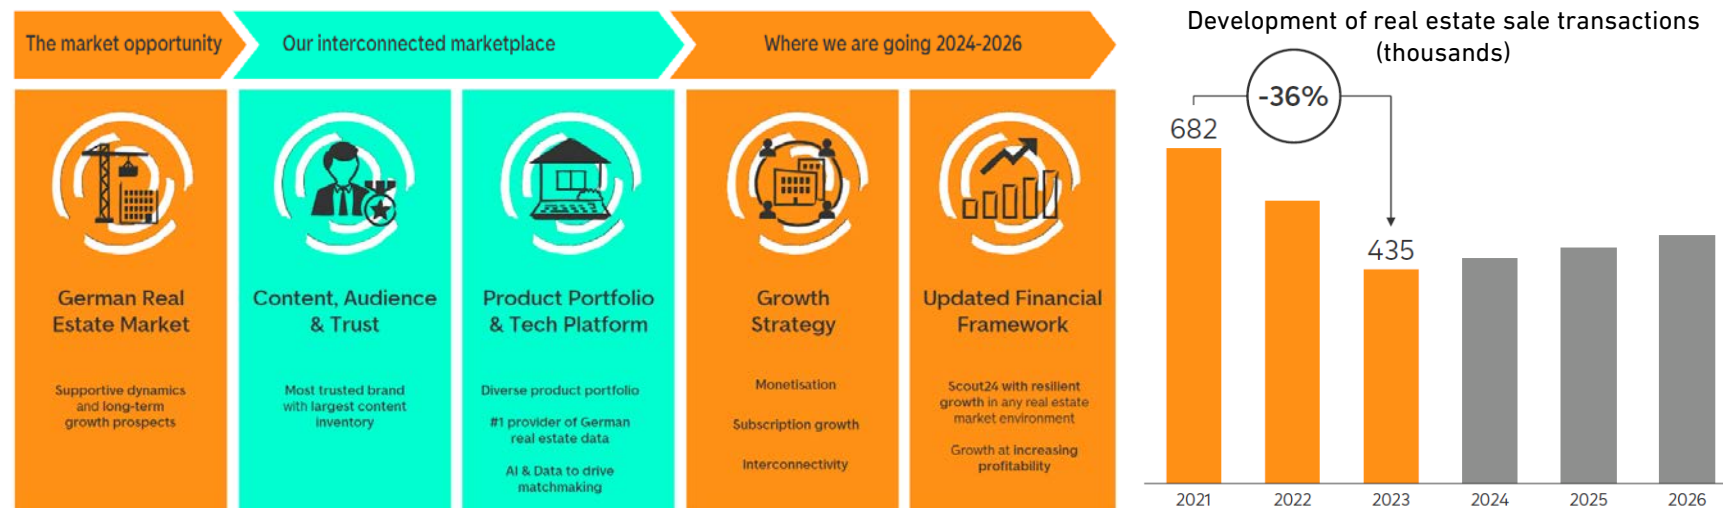 The market opportunity
Our interconnected marketplace
Where we are going 2024-2026
German Real
Estate Market
Supportive dynamics
and long-term
growth prospects
Content, Audience
& Trust
Most trusted brand
with largest content
inventory
Product Portfolio
& Tech Platform
Diverse product portfolio
#1 provider of German
real estate data
AI & Data to drive
matchmaking
Growth
Strategy
Monetisation
Subscription growth
Interconnectivity
Updated Financial
Framework
Scout24 with resilient
growth in any real estate
market environment
Growth at increasing
profitability
Development of real estate sale transactions
(thousands)
-36%
682
435
2021
2022
2023
2024
2025
2026